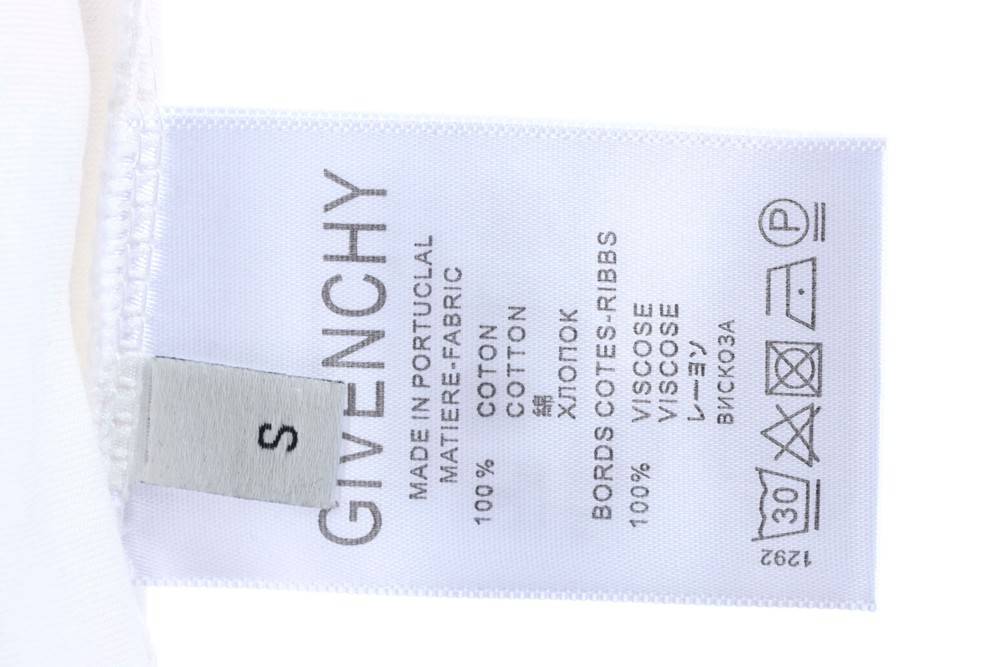 S
GIVENCHY
MADE IN PORTUCLAL
MATIERE-FABRIC
100% COTON
COTTON
綿
ХЛОПОК
BORDS COTES-RIBBS
100% VISCOSE
VISCOSE
レーヨン
ВИСКОЗА
30 P
1292